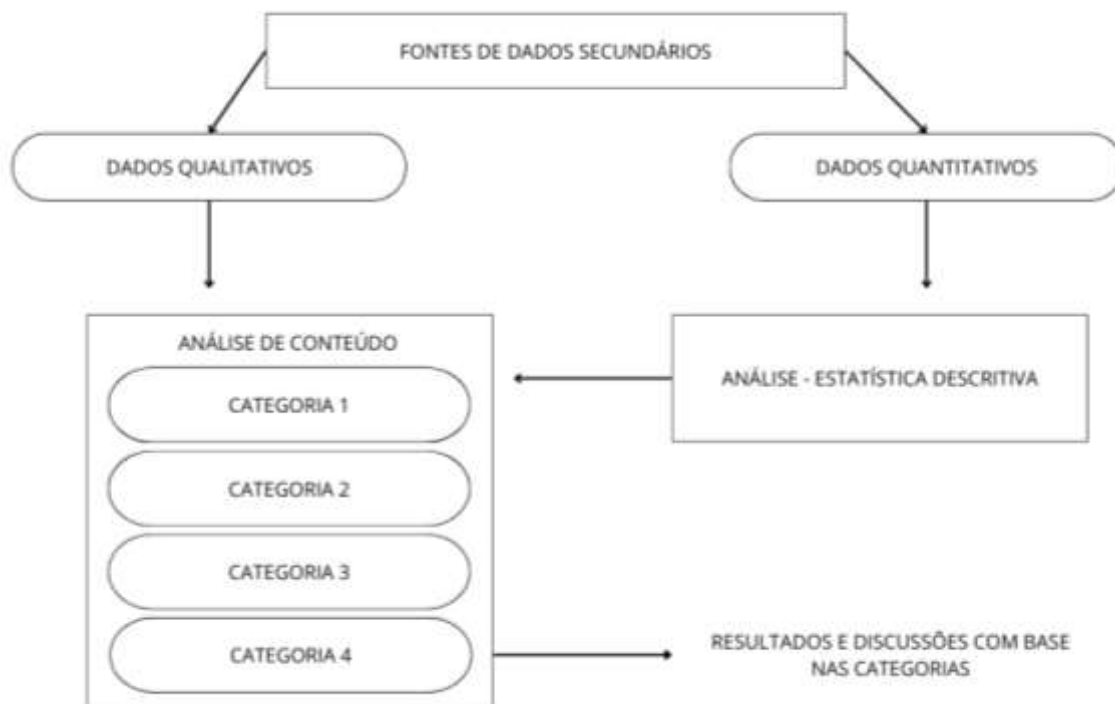 FONTES DE DADOS SECUNDÁRIOS
DADOS QUALITATIVOS
DADOS QUANTITATIVOS
ANÁLISE DE CONTEÚDO
CATEGORIA 1
CATEGORIA 2
CATEGORIA 3
CATEGORIA 4
ANÁLISE - ESTATÍSTICA DESCRITIVA
RESULTADOS E DISCUSSÕES COM BASE
NAS CATEGORIAS